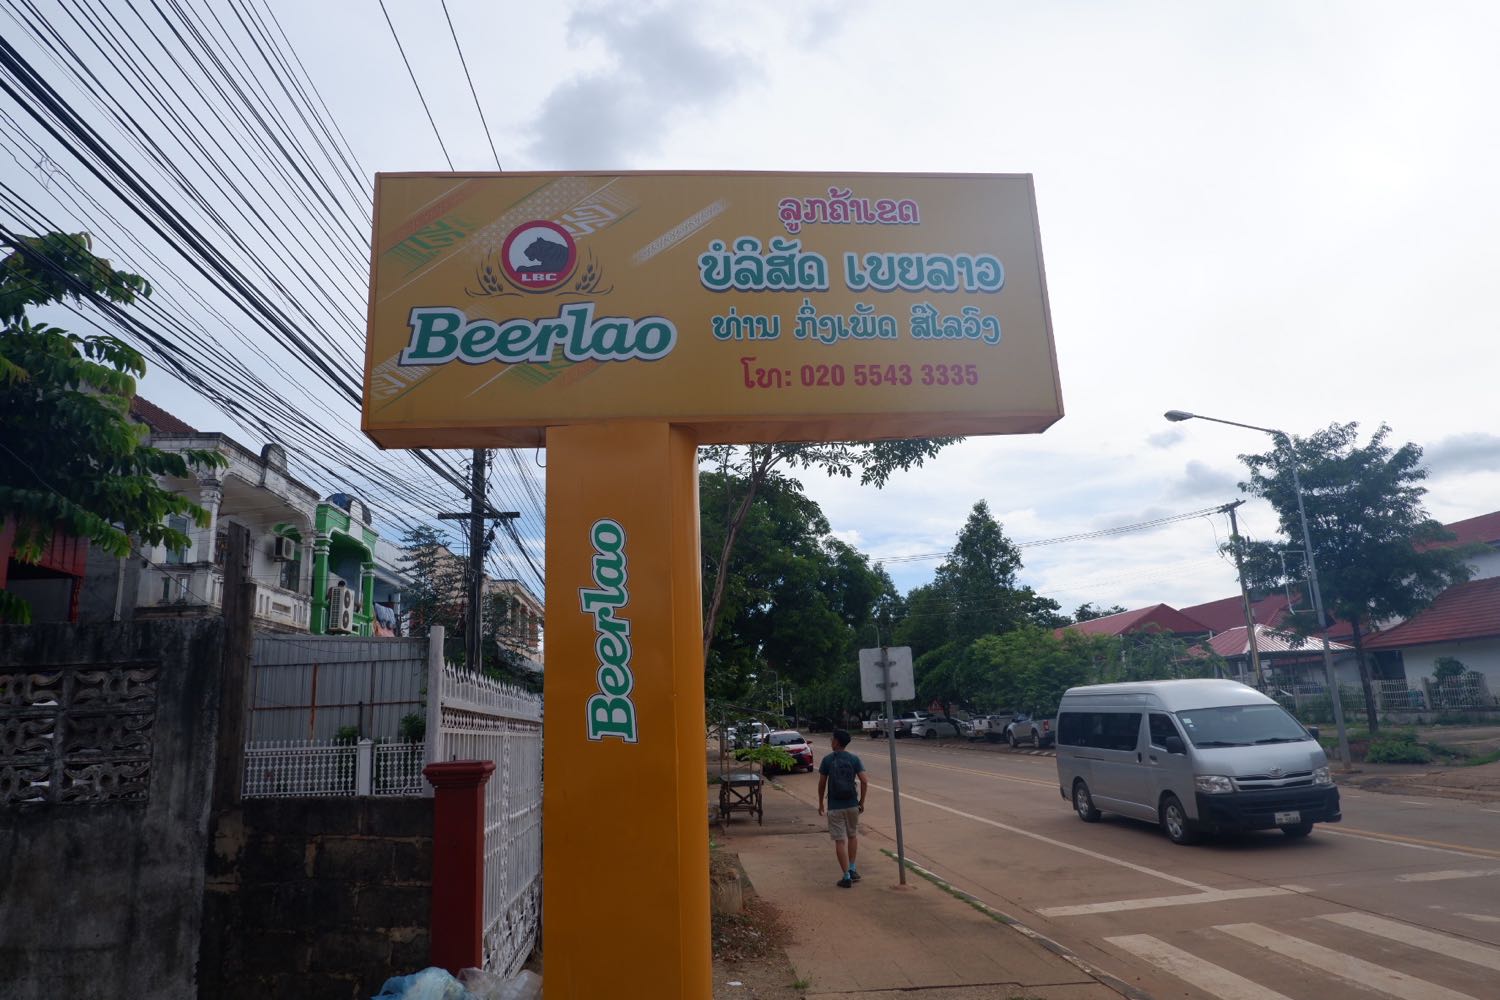 LBC
Beerlao
ລູກຄ້າເຂດ
ບໍລິສັດ ເບຍລາວ
ທ່ານ ກິ່ງເພັດ ສີໄລວົງ
ໂທ: 020 5543 3335
Beerlao